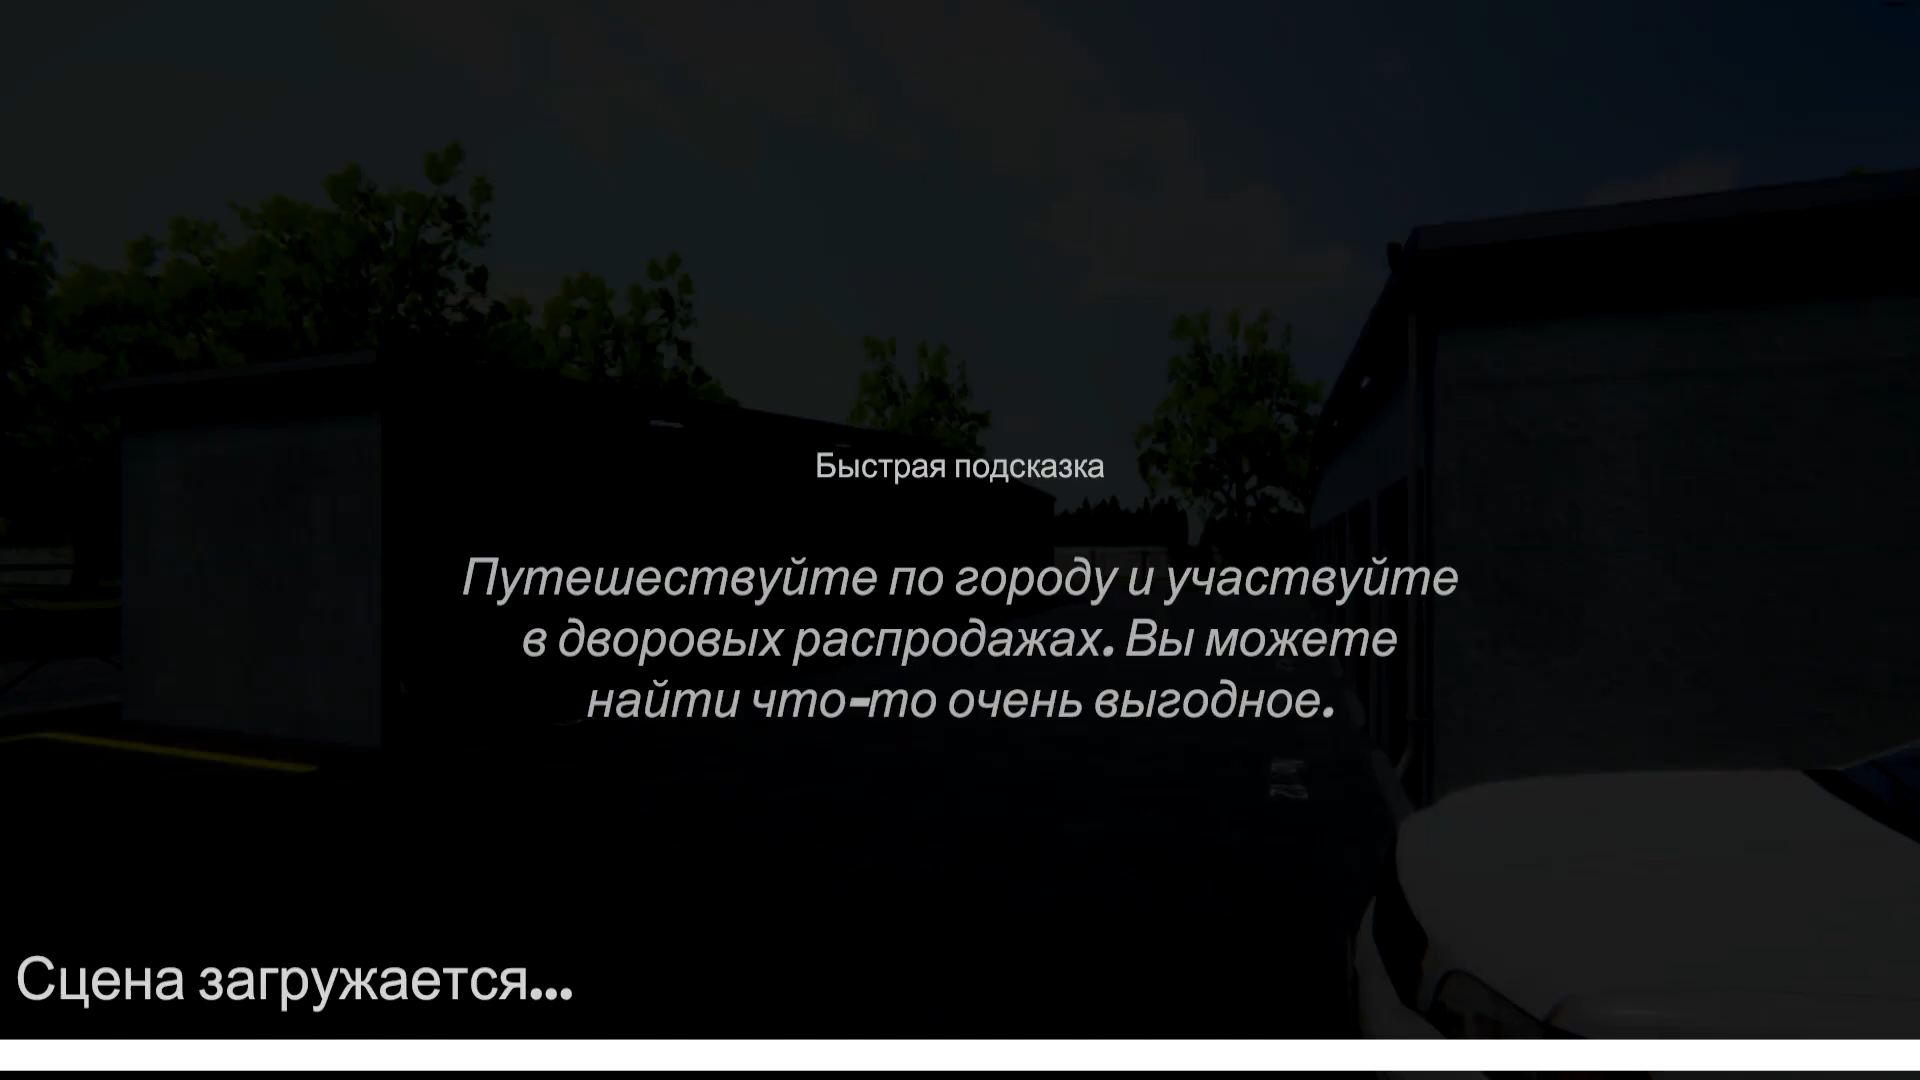 Быстрая подсказка
Путешествуйте по городу и участвуйте
в дворовых распродажах. Вы можете
найти что-то очень выгодное.
Сцена загружается...